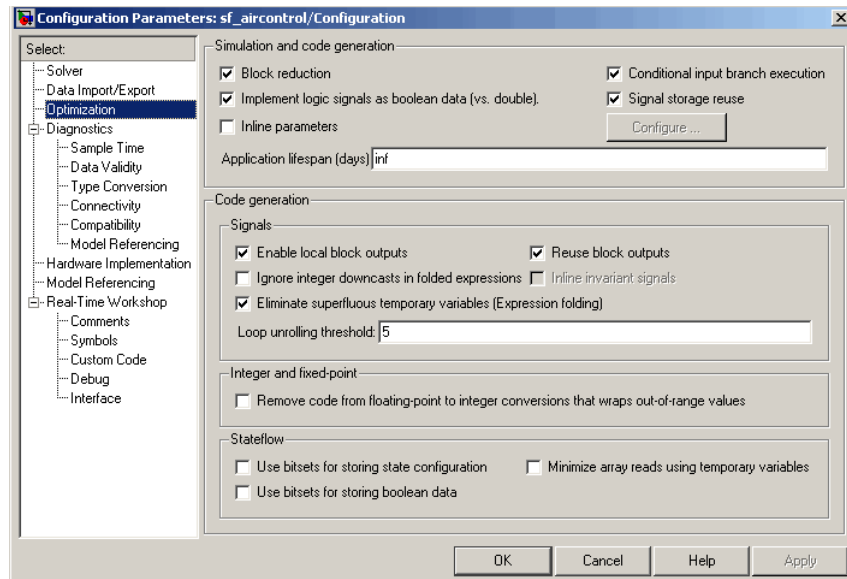 Configuration Parameters: sf_aircontrol/Configuration
Select:
Solver
Data Import/Export
Optimization
Diagnostics
Sample Time
Data Validity
Type Conversion
Connectivity
Compatibility
Model Referencing
Hardware Implementation
Model Referencing
Real-Time Workshop
Comments
Symbols
Custom Code
Debug
Interface
Simulation and code generation
Block reduction
Conditional input branch execution
Implement logic signals as boolean data (vs. double).
Signal storage reuse
Inline parameters
Configure ...
Application lifespan (days) inf
Code generation
Signals
Enable local block outputs
Reuse block outputs
Ignore integer downcasts in folded expressions
Inline invariant signals
Eliminate superfluous temporary variables (Expression folding)
Loop unrolling threshold: 5
Integer and fixed-point
Remove code from floating-point to integer conversions that wraps out-of-range values
Stateflow
Use bitsets for storing state configuration
Minimize array reads using temporary variables
Use bitsets for storing boolean data
OK
Cancel
Help
Apply